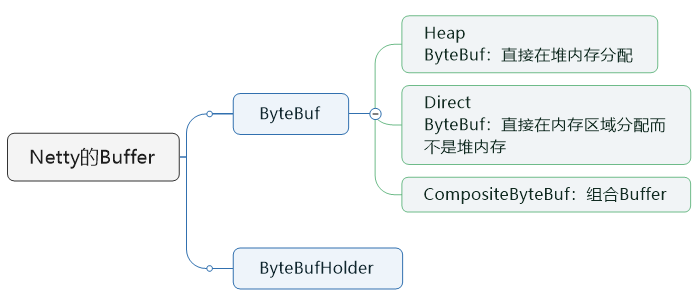 Netty的Buffer
ByteBuf
Heap
ByteBuf：直接在堆内存分配
Direct
ByteBuf：直接在内存区域分配而
不是堆内存
CompositeByteBuf：组合Buffer
ByteBufHolder